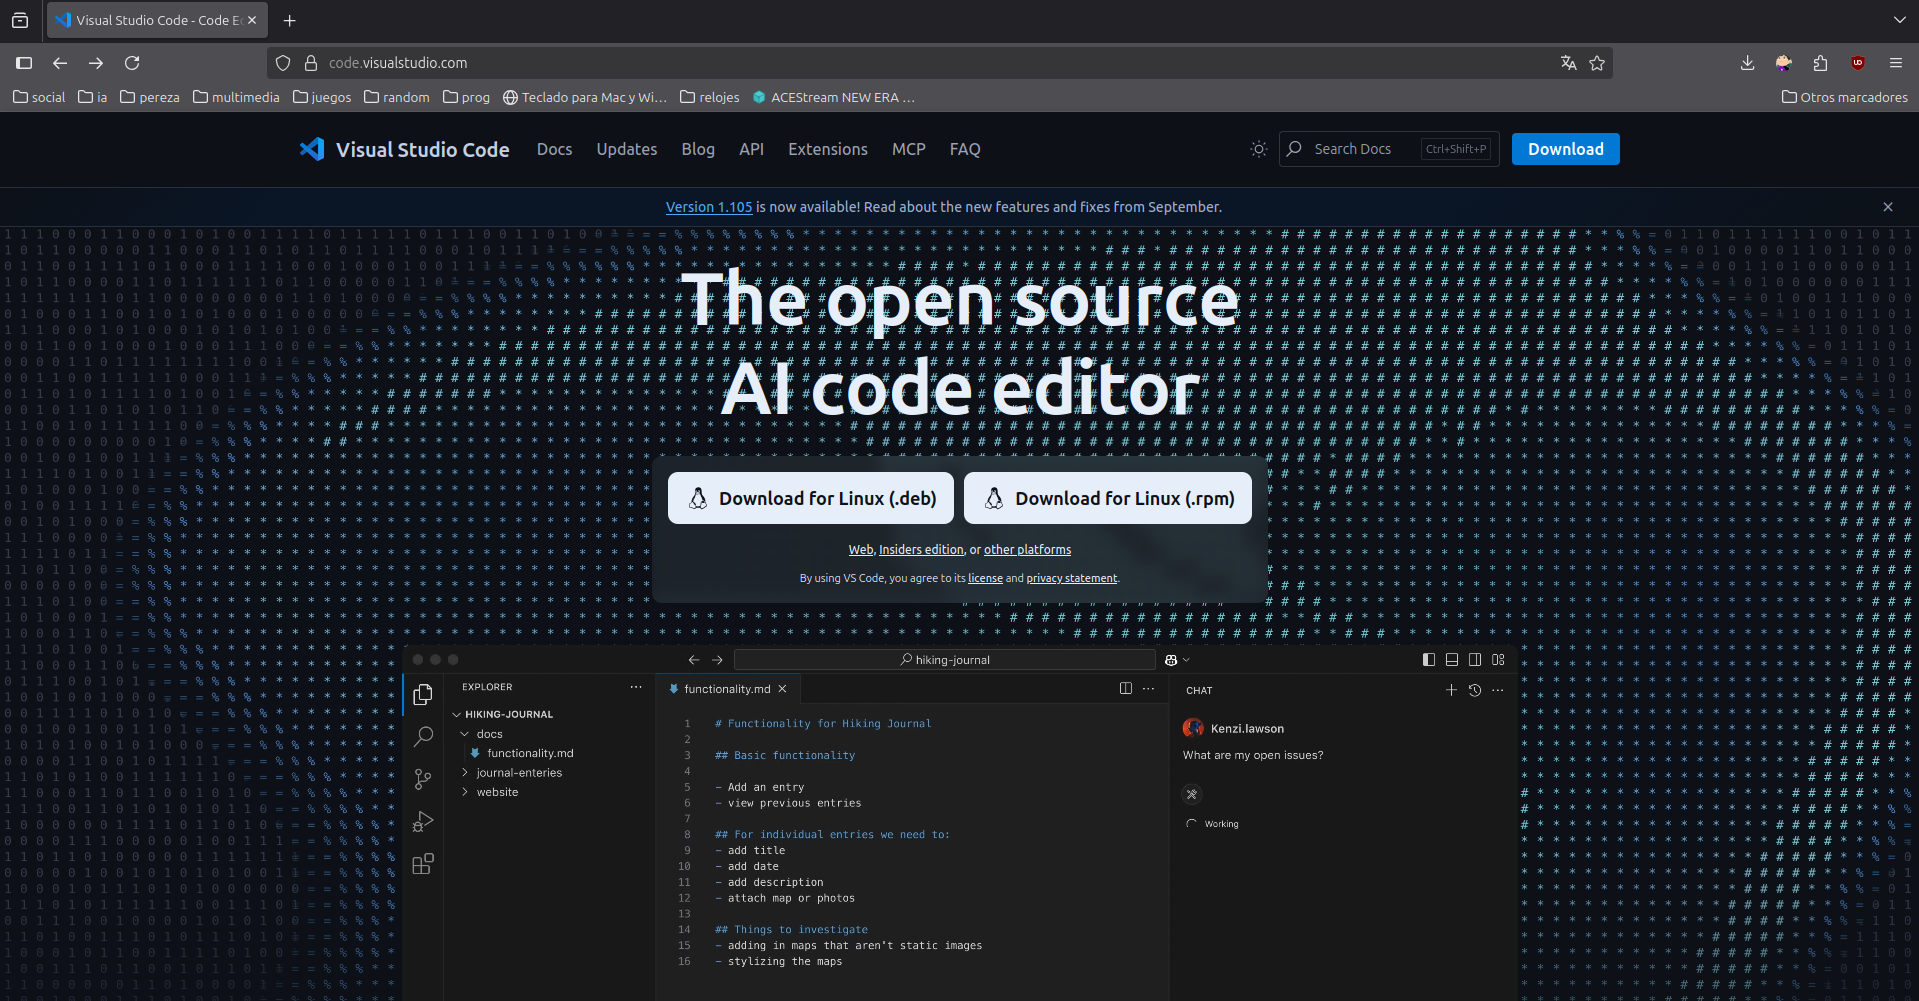 Visual Studio Code - Code E
code.visualstudio.com
social ia pereza multimedia juegos random prog Teclado para Mac y Wi… relojes ACEStream NEW ERA … Otros marcadores
Visual Studio Code Docs Updates Blog API Extensions MCP FAQ Search Docs Ctrl+Shift+P Download
Version 1.105 is now available! Read about the new features and fixes from September.
The open source
AI code editor
Download for Linux (.deb) Download for Linux (.rpm)
Web, Insiders edition, or other platforms
By using VS Code, you agree to its license and privacy statement.
hiking-journal
EXPLORER
HIKING-JOURNAL
docs
functionality.md
journal-enteries
website
functionality.md
1 # Functionality for Hiking Journal
2
3 ## Basic functionality
4
5 - Add an entry
6 - view previous entries
7
8 ## For individual entries we need to:
9 - add title
10 - add date
11 - add description
12 - attach map or photos
13
14 ## Things to investigate
15 - adding in maps that aren't static images
16 - stylizing the maps
CHAT
Kenzi.lawson
What are my open issues?
Working